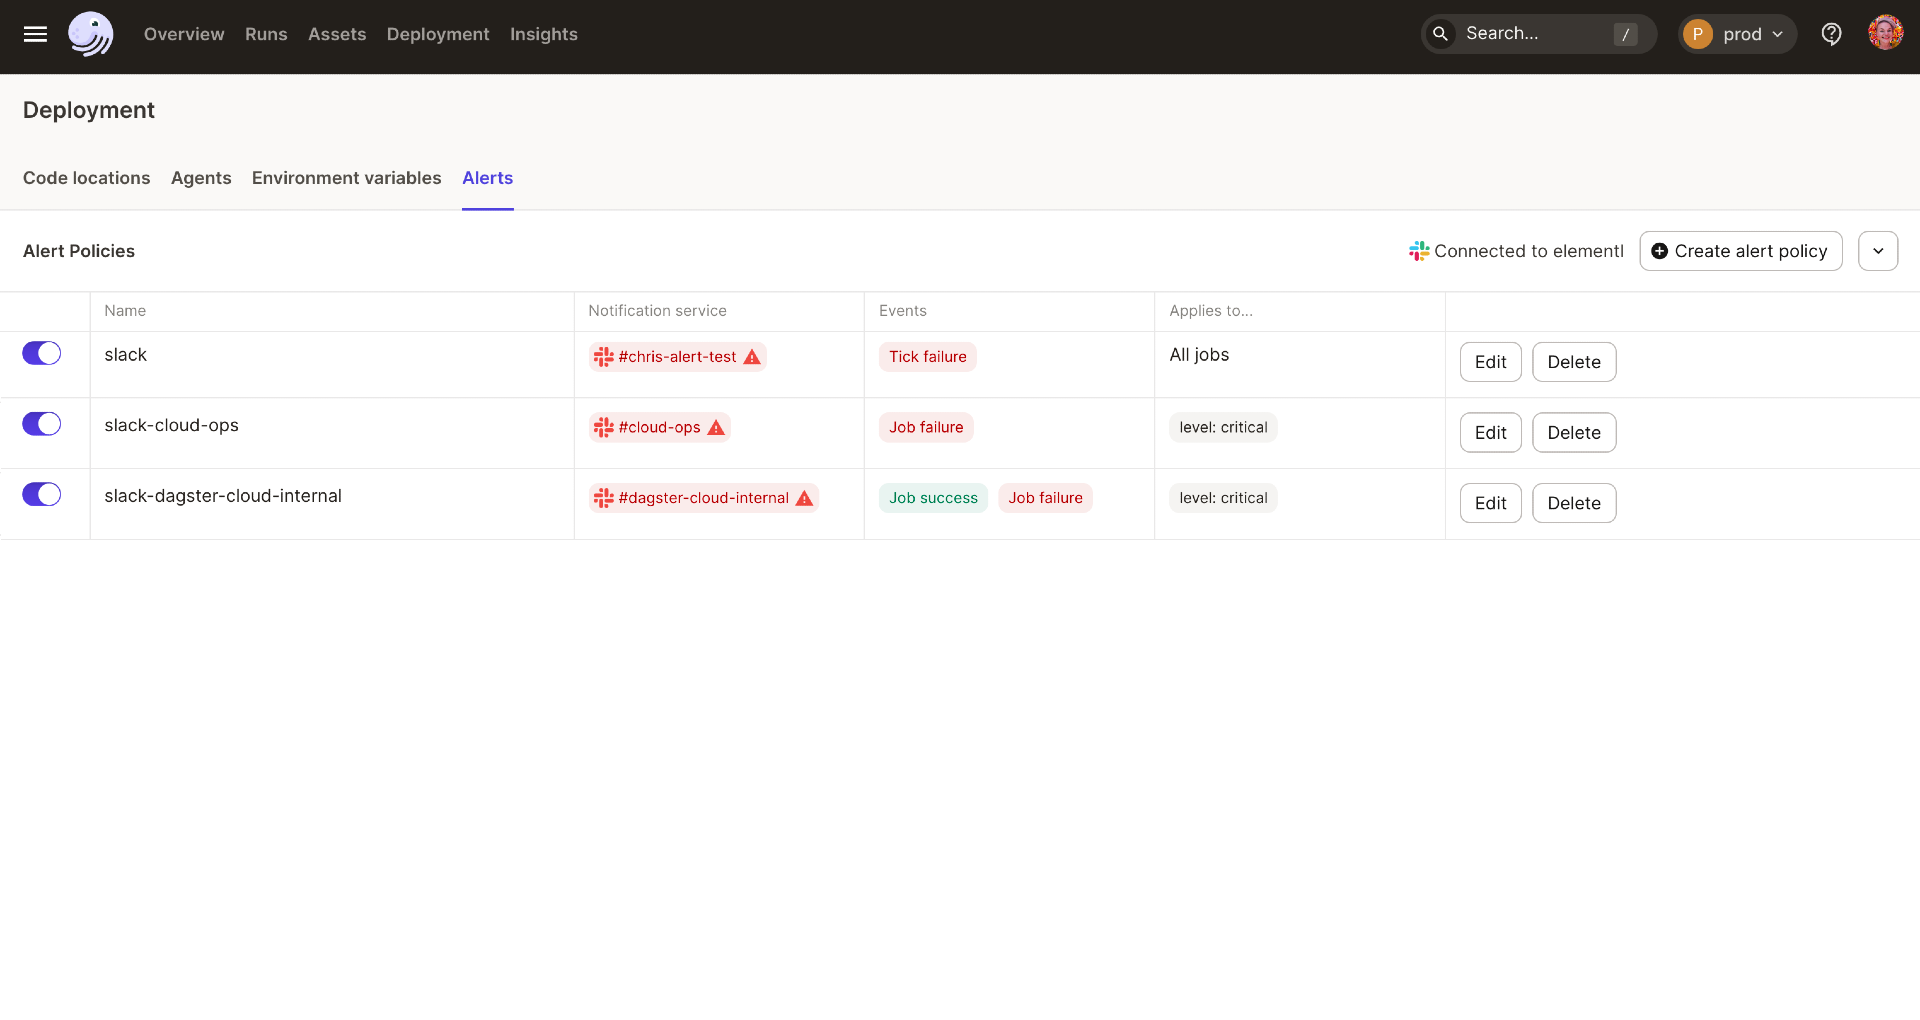 Overview Runs Assets Deployment Insights Search... / P prod
Deployment
Code locations Agents Environment variables Alerts
Alert Policies Connected to elementl Create alert policy
Name Notification service Events Applies to...
slack #chris-alert-test Tick failure All jobs Edit Delete
slack-cloud-ops #cloud-ops Job failure level: critical Edit Delete
slack-dagster-cloud-internal #dagster-cloud-internal Job success Job failure level: critical Edit Delete